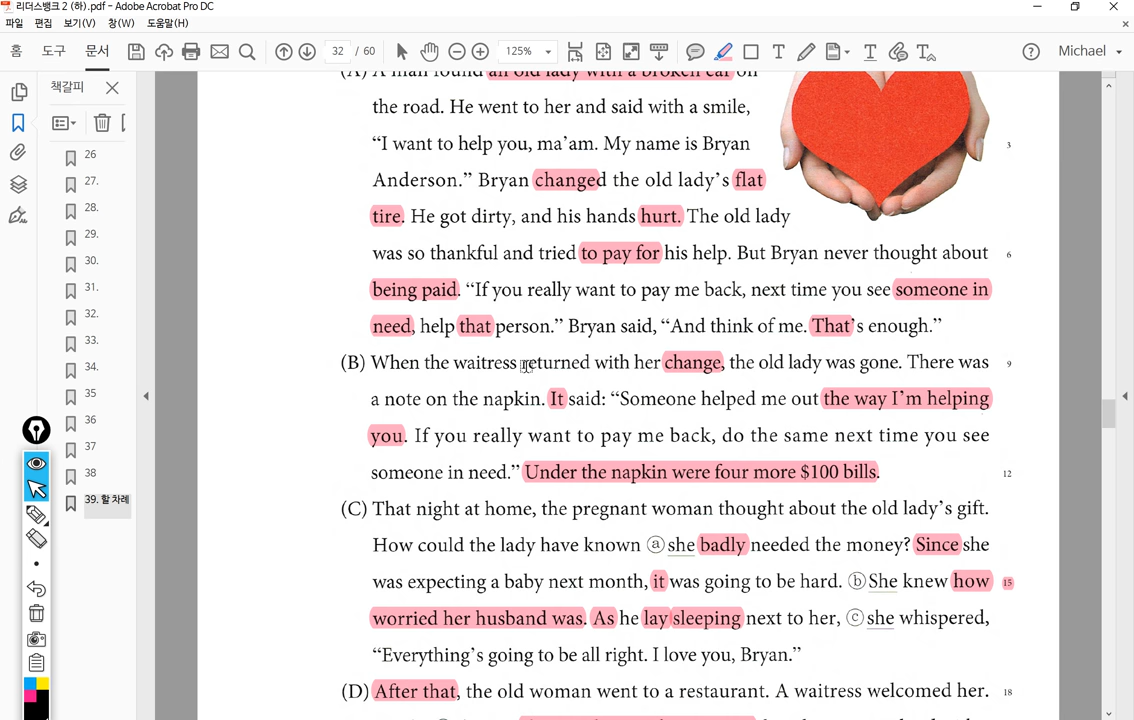 리더스뱅크 2 (하).pdf - Adobe Acrobat Pro DC
파일 편집 보기(V) 창(W) 도움말(H)
홈 도구 문서 32 / 60 125% Michael
책갈피
26
27.
28.
29.
30.
31.
32.
33.
34.
35
36
37
38
39. 할 차례
(A) A man found an old lady with a broken car on
the road. He went to her and said with a smile,
“I want to help you, ma’am. My name is Bryan 3
Anderson.” Bryan changed the old lady’s flat
tire. He got dirty, and his hands hurt. The old lady
was so thankful and tried to pay for his help. But Bryan never thought about 6
being paid. “If you really want to pay me back, next time you see someone in
need, help that person.” Bryan said, “And think of me. That’s enough.”
(B) When the waitress returned with her change, the old lady was gone. There was 9
a note on the napkin. It said: “Someone helped me out the way I’m helping
you. If you really want to pay me back, do the same next time you see
someone in need.” Under the napkin were four more $100 bills. 12
(C) That night at home, the pregnant woman thought about the old lady’s gift.
How could the lady have known ⓐ she badly needed the money? Since she
was expecting a baby next month, it was going to be hard. ⓑ She knew how 15
worried her husband was. As he lay sleeping next to her, ⓒ she whispered,
“Everything’s going to be all right. I love you, Bryan.”
(D) After that, the old woman went to a restaurant. A waitress welcomed her. 18